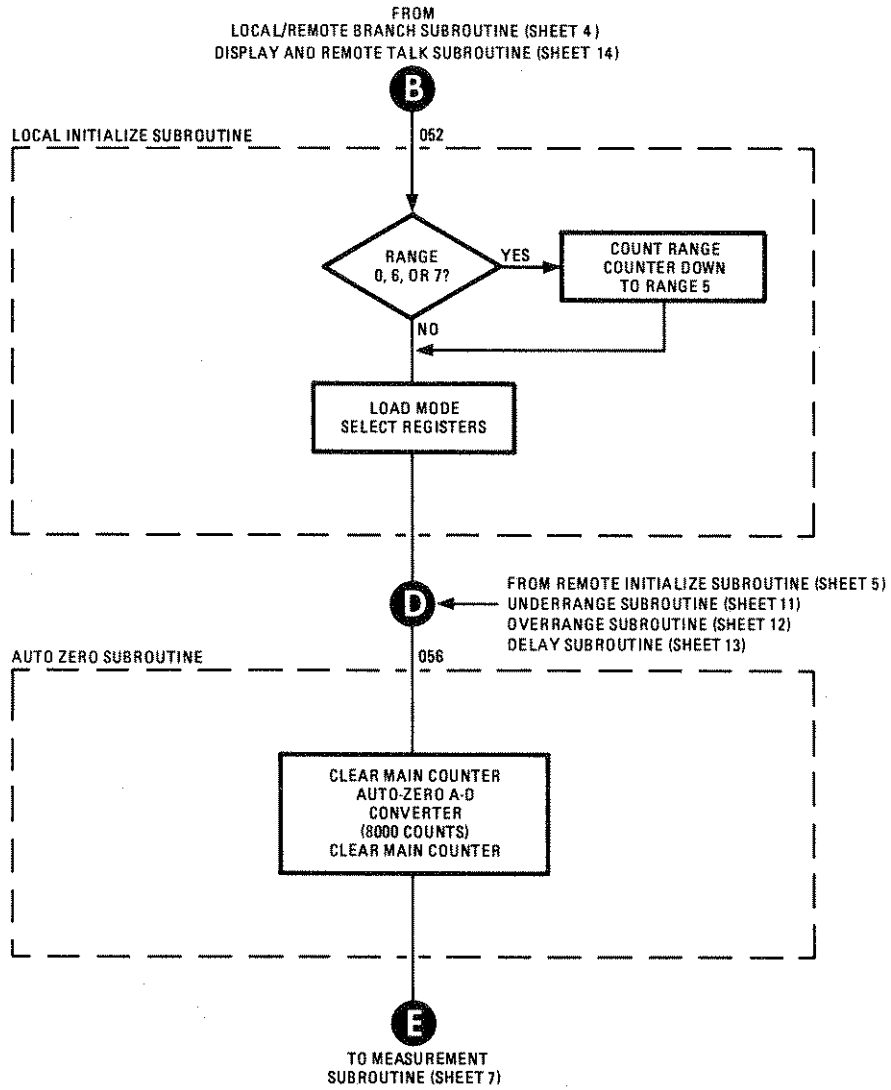 FROM
LOCAL/REMOTE BRANCH SUBROUTINE (SHEET 4)
DISPLAY AND REMOTE TALK SUBROUTINE (SHEET 14)
B
LOCAL INITIALIZE SUBROUTINE
052
RANGE
0, 6, OR 7?
YES
COUNT RANGE
COUNTER DOWN
TO RANGE 5
NO
LOAD MODE
SELECT REGISTERS
D
FROM REMOTE INITIALIZE SUBROUTINE (SHEET 5)
UNDERRANGE SUBROUTINE (SHEET 11)
OVERRANGE SUBROUTINE (SHEET 12)
DELAY SUBROUTINE (SHEET 13)
AUTO ZERO SUBROUTINE
056
CLEAR MAIN COUNTER
AUTO-ZERO A-D
CONVERTER
(8000 COUNTS)
CLEAR MAIN COUNTER
E
TO MEASUREMENT
SUBROUTINE (SHEET 7)